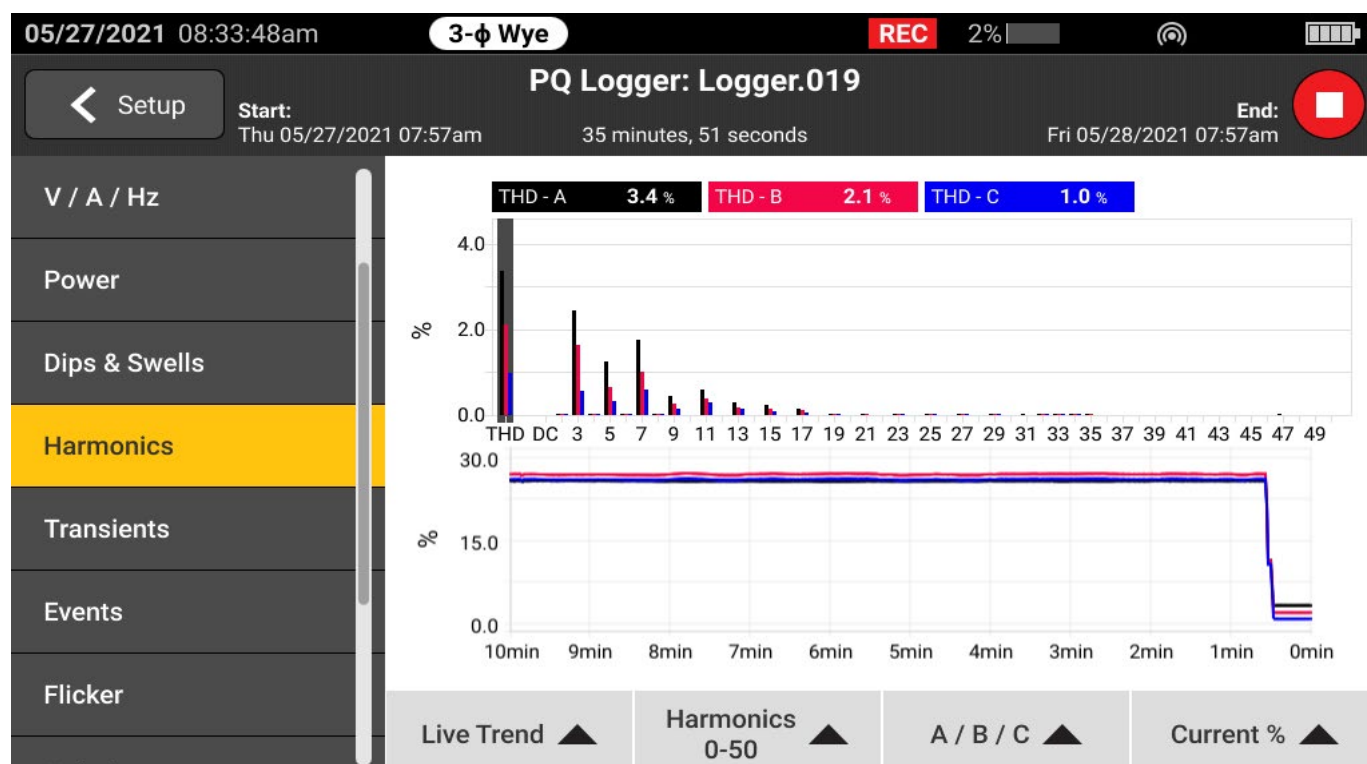 05/27/2021 08:33:48am 3-ϕ Wye REC 2%
Setup
PQ Logger: Logger.019
Start:
Thu 05/27/2021 07:57am
35 minutes, 51 seconds
End:
Fri 05/28/2021 07:57am
V / A / Hz
Power
Dips & Swells
Harmonics
Transients
Events
Flicker
THD - A 3.4 % THD - B 2.1 % THD - C 1.0 %
4.0
2.0
0.0
%
THD DC 3 5 7 9 11 13 15 17 19 21 23 25 27 29 31 33 35 37 39 41 43 45 47 49
30.0
15.0
0.0
%
10min 9min 8min 7min 6min 5min 4min 3min 2min 1min 0min
Live Trend
Harmonics
0-50
A / B / C
Current %